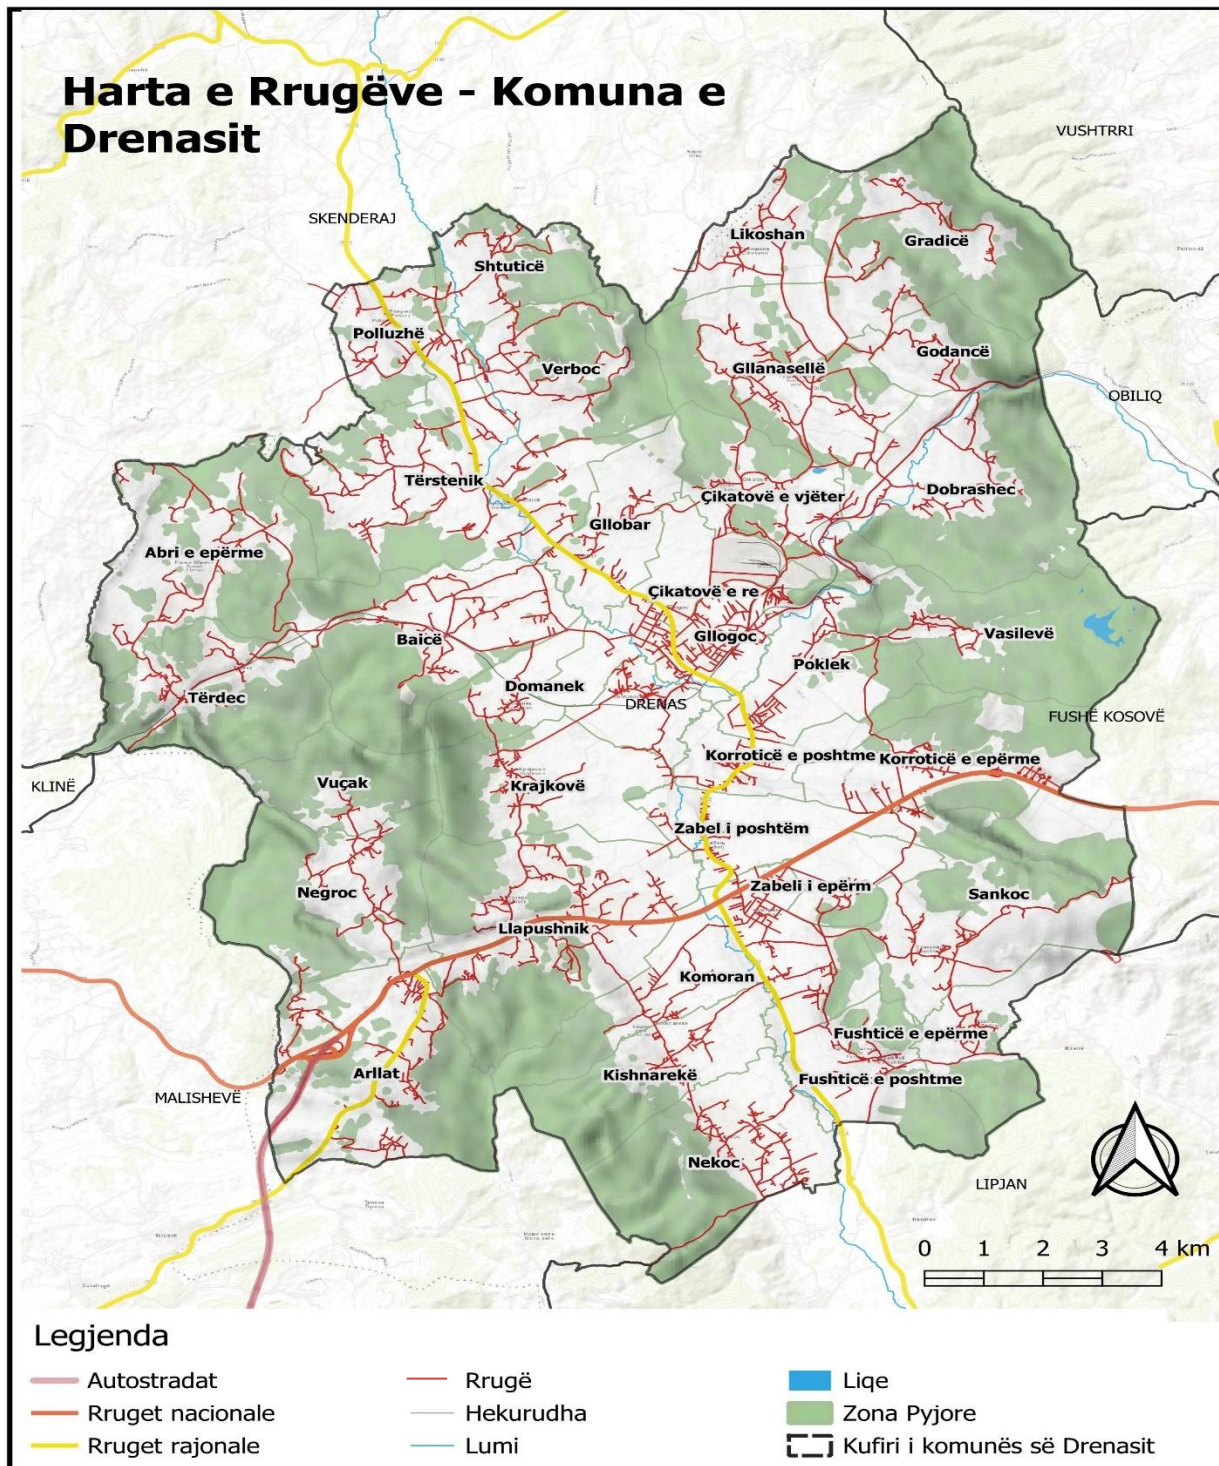 Harta e Rrugëve - Komuna e
Drenasit
VUSHTRRI
SKENDERAJ
Likoshan
Gradicë
Shtuticë
Polluzhë
Verboc
Gllanasellë
Godancë
OBILIQ
Tërstenik
Çikatovë e vjëter
Dobrashec
Gllobar
Abri e epërme
Çikatovë e re
Baicë
Gllogoc
Vasilevë
Poklek
Tërdec
Domanek
DRENAS
FUSHË KOSOVË
Korroticë e poshtme
Korroticë e epërme
KLINË
Vuçak
Krajkovë
Zabel i poshtëm
Negroc
Zabeli i epërm
Sankoc
Llapushnik
Komoran
Fushticë e epërme
Arllat
Kishnarekë
Fushticë e poshtme
MALISHEVË
Nekoc
LIPJAN
0 1 2 3 4 km
Legjenda
Autostradat
Rruget nacionale
Rruget rajonale
Rrugë
Hekurudha
Lumi
Liqe
Zona Pyjore
Kufiri i komunës së Drenasit